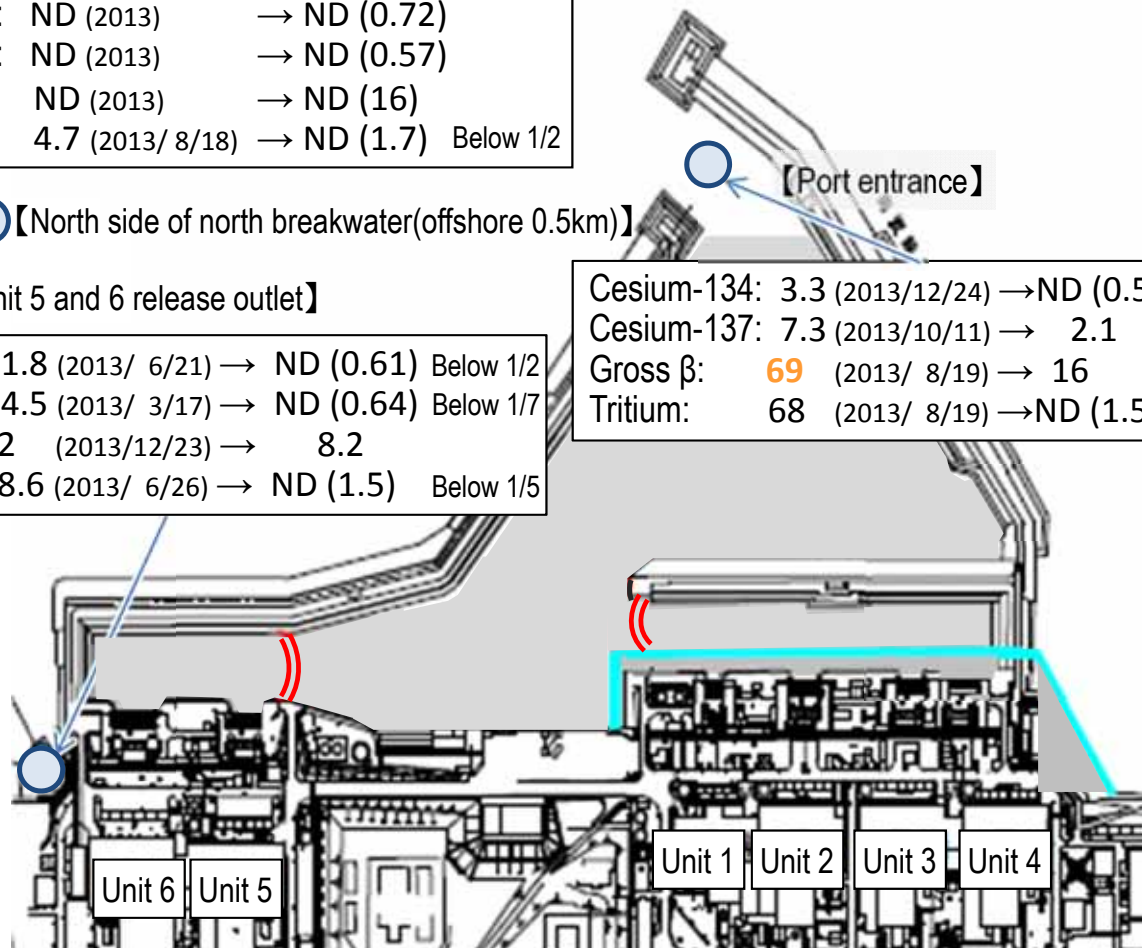 : ND (2013) → ND (0.72)
: ND (2013) → ND (0.57)
ND (2013) → ND (16)
4.7 (2013/ 8/18) → ND (1.7) Below 1/2
【Port entrance】
【North side of north breakwater(offshore 0.5km)】
nit 5 and 6 release outlet】
Cesium-134: 3.3 (2013/12/24) →ND (0.5
Cesium-137: 7.3 (2013/10/11) → 2.1
Gross β: 69 (2013/ 8/19) → 16
Tritium: 68 (2013/ 8/19) →ND (1.5
1.8 (2013/ 6/21) → ND (0.61) Below 1/2
4.5 (2013/ 3/17) → ND (0.64) Below 1/7
2 (2013/12/23) → 8.2
8.6 (2013/ 6/26) → ND (1.5) Below 1/5
Unit 6 Unit 5 Unit 1 Unit 2 Unit 3 Unit 4